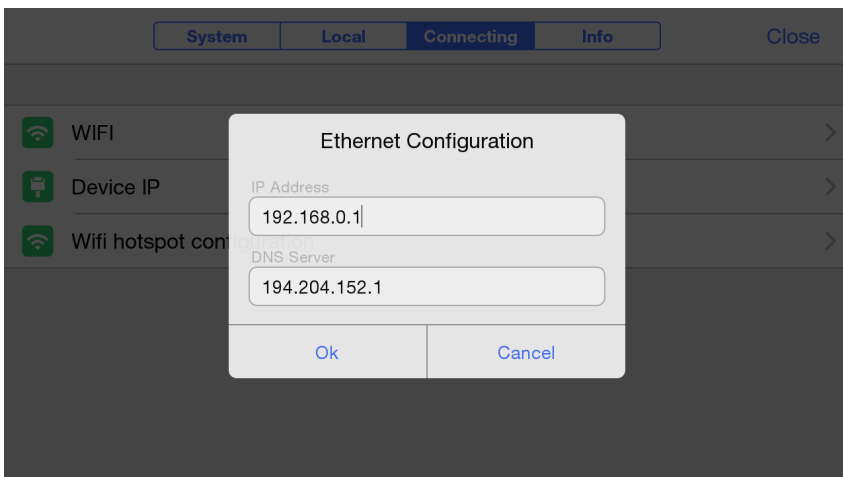 System Local Connecting Info Close
WIFI
Device IP
Wifi hotspot configuration
Ethernet Configuration
IP Address
192.168.0.1
DNS Server
194.204.152.1
Ok Cancel